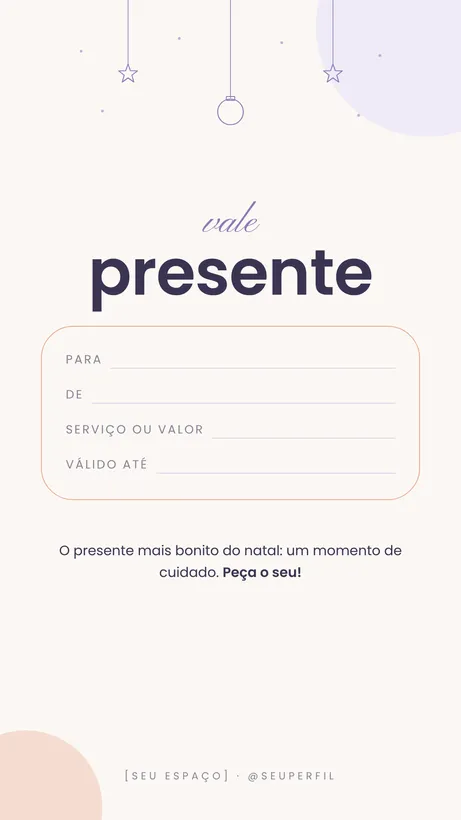 vale
presente
PARA
DE
SERVIÇO OU VALOR
VÁLIDO ATÉ
O presente mais bonito do natal: um momento de
cuidado. Peça o seu!
[SEU ESPAÇO] · @SEUPERFIL